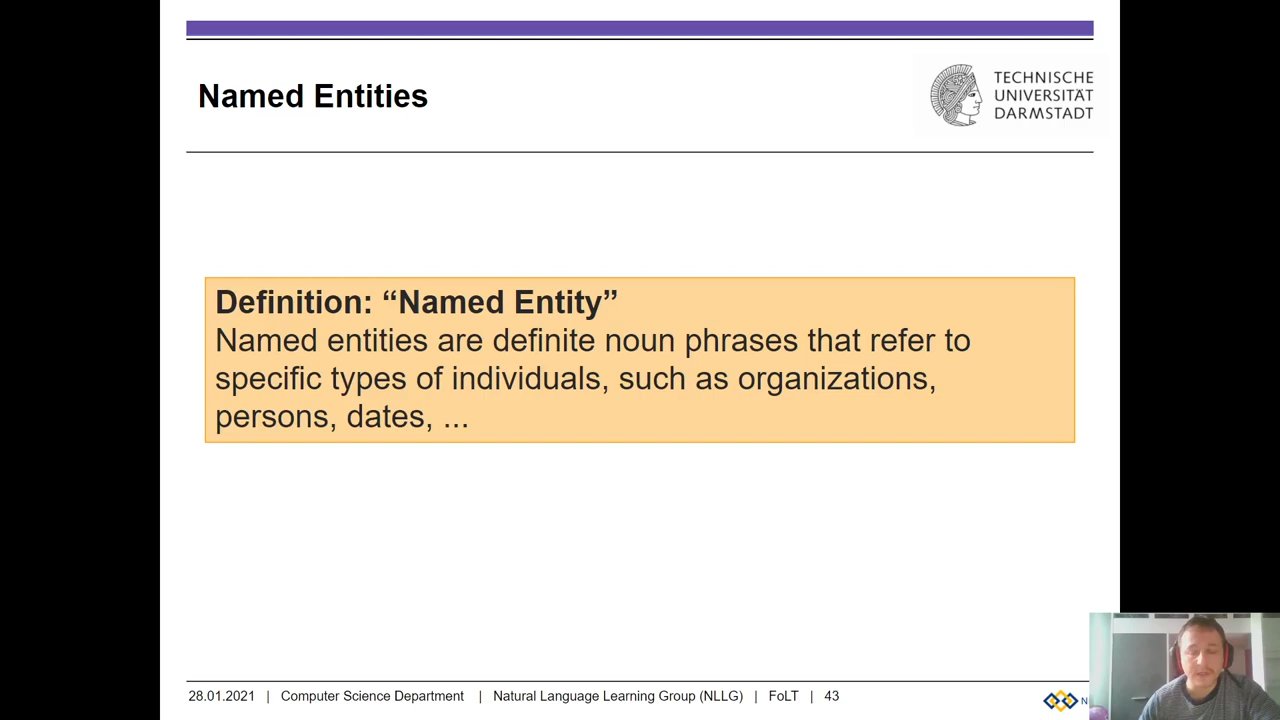 Named Entities
TECHNISCHE
UNIVERSITÄT
DARMSTADT
Definition: “Named Entity”
Named entities are definite noun phrases that refer to
specific types of individuals, such as organizations,
persons, dates, ...
28.01.2021 | Computer Science Department | Natural Language Learning Group (NLLG) | FoLT | 43
N